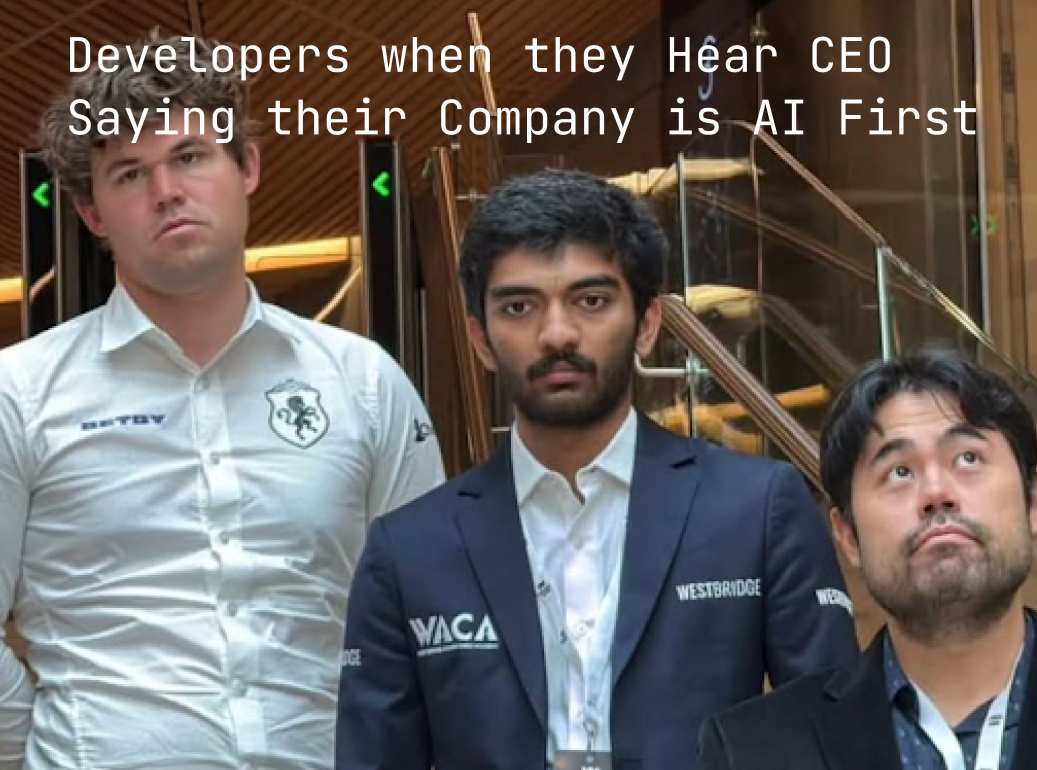 Developers when they Hear CEO
Saying their Company is AI First
BETBY
WACA
WESTBRIDGE